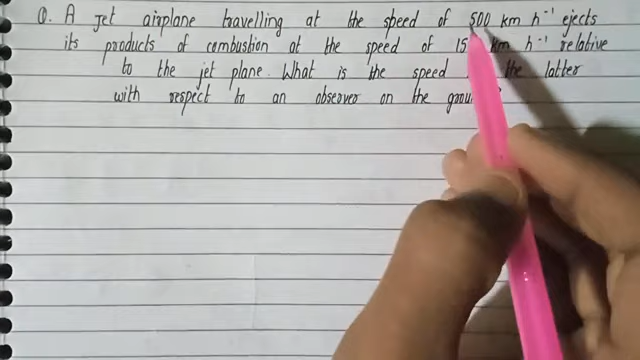 Q. A jet airplane travelling at the speed of 500 km h⁻¹ ejects
its products of combustion at the speed of 15 km h⁻¹ relative
to the jet plane. What is the speed the latter
with respect to an observer on the